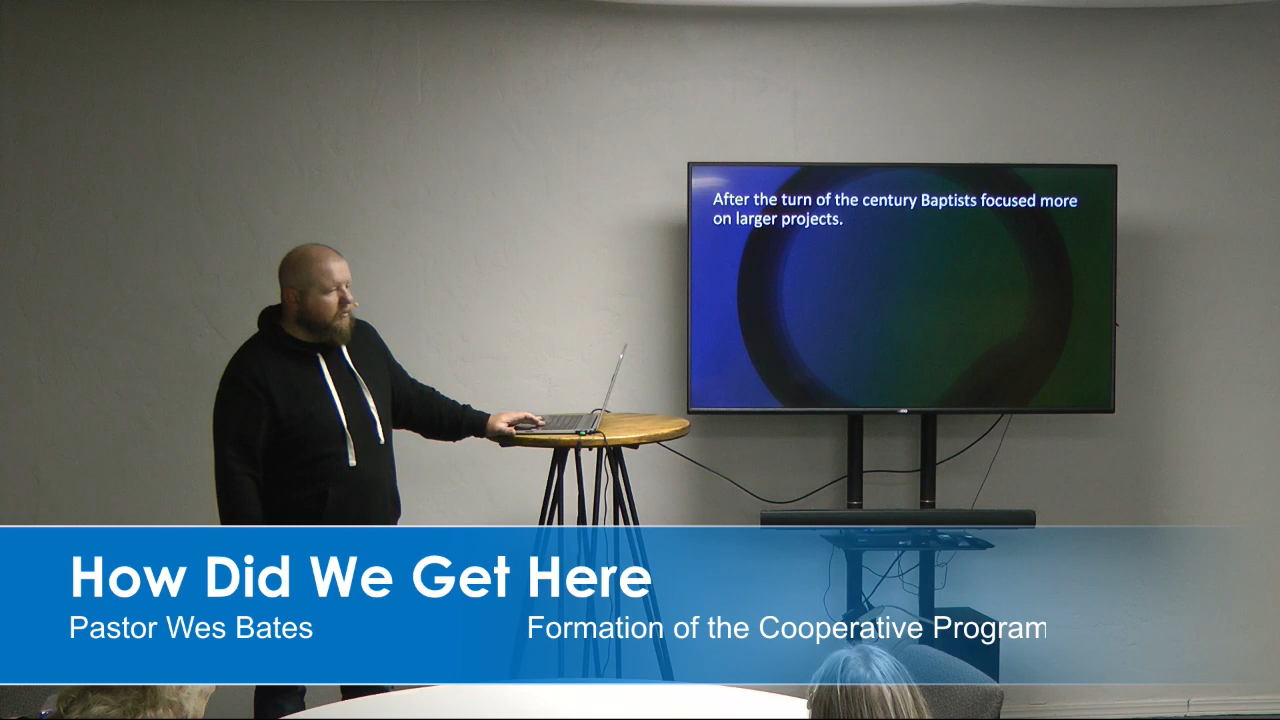 After the turn of the century Baptists focused more
on larger projects.
How Did We Get Here
Pastor Wes Bates
Formation of the Cooperative Program